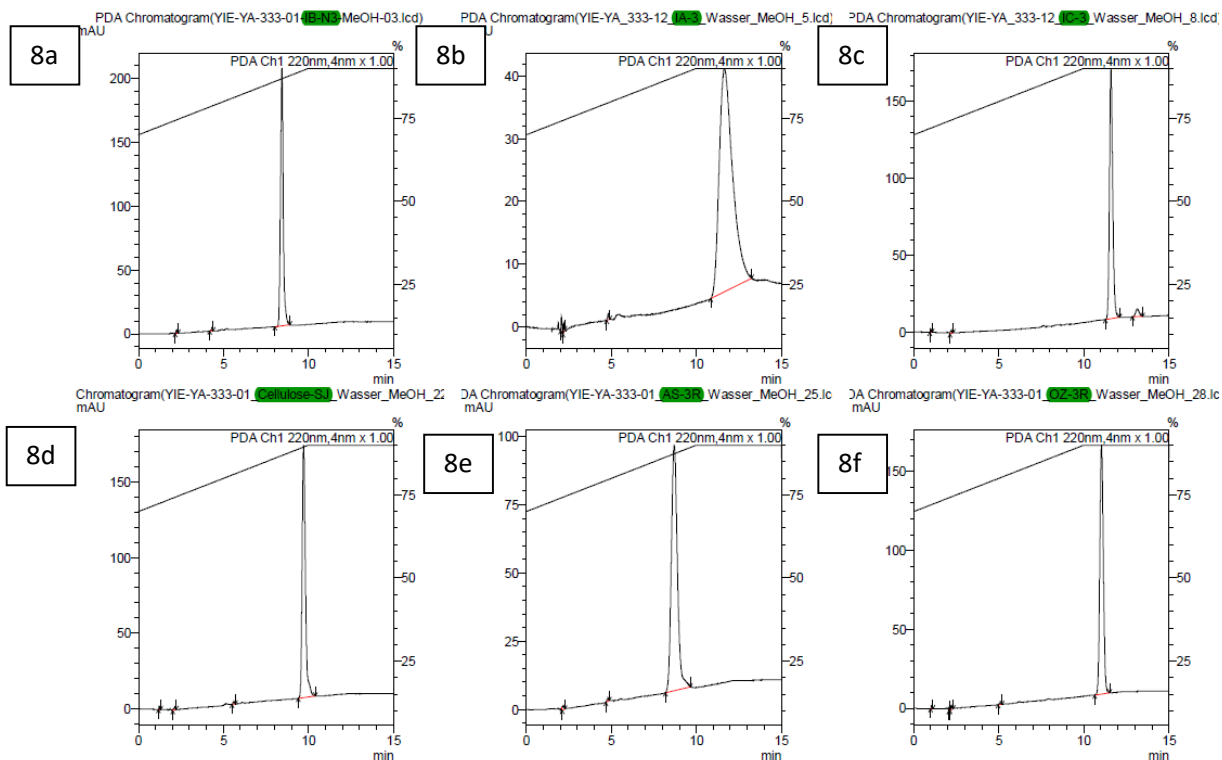 8a
PDA Chromatogram(YIE-YA-333-01-IB-N3-MeOH-03.lcd)
mAU
%
PDA Ch1 220nm,4nm x 1.00
200
150
100
50
0
75
50
25
0
5
10
15
min
8b
PDA Chromatogram(YIE-YA_333-12_IA-3_Wasser_MeOH_5.lcd)
%
PDA Ch1 220nm,4nm x 1.00
40
30
20
10
0
75
50
25
0
5
10
15
min
8c
PDA Chromatogram(YIE-YA_333-12_IC-3_Wasser_MeOH_8.lcd)
mAU
%
PDA Ch1 220nm,4nm x 1.00
150
100
50
0
75
50
25
0
5
10
15
min
8d
Chromatogram(YIE-YA-333-01_Cellulose-SJ_Wasser_MeOH_22
mAU
%
PDA Ch1 220nm,4nm x 1.00
150
100
50
0
75
50
25
0
5
10
15
min
8e
DA Chromatogram(YIE-YA-333-01_AS-3R_Wasser_MeOH_25.lc
mAU
%
PDA Ch1 220nm,4nm x 1.00
100
75
50
25
0
75
50
25
0
5
10
15
min
8f
DA Chromatogram(YIE-YA-333-01_OZ-3R_Wasser_MeOH_28.lc
mAU
%
PDA Ch1 220nm,4nm x 1.00
150
100
50
0
75
50
25
0
5
10
15
min